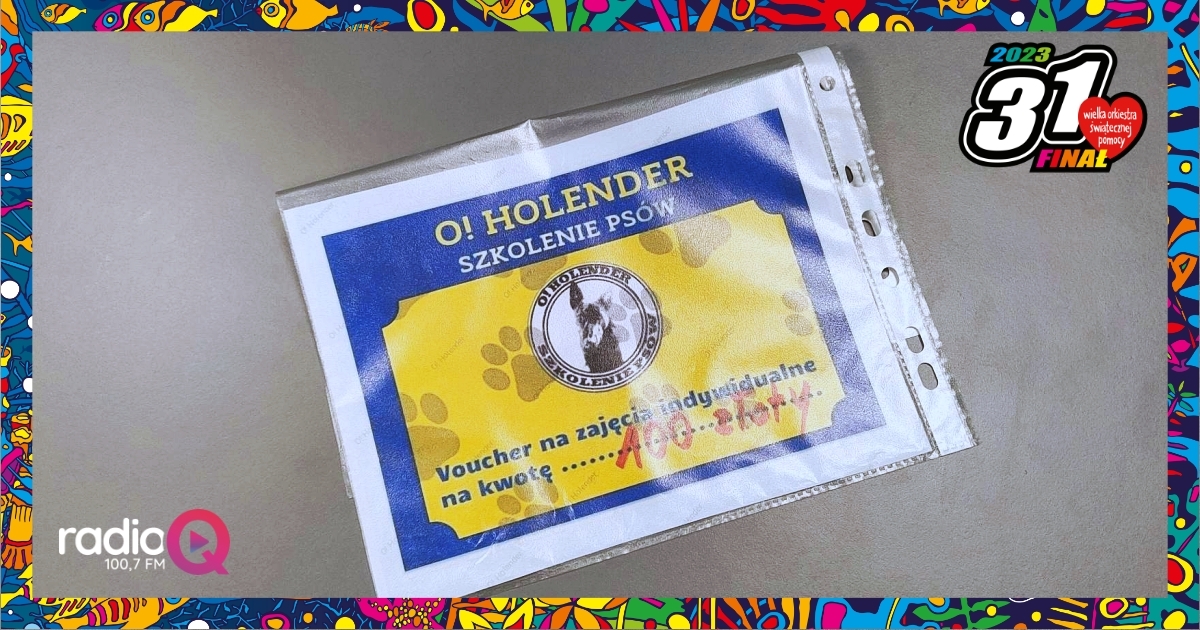 2023
31
FINAŁ
wielka orkiestra
świątecznej
pomocy
O! HOLENDER
SZKOLENIE PSÓW
O! HOLENDER
SZKOLENIE PSÓW
Voucher na zajęcia indywidualne
na kwotę ........100 złoty........
radio Q
100,7 FM